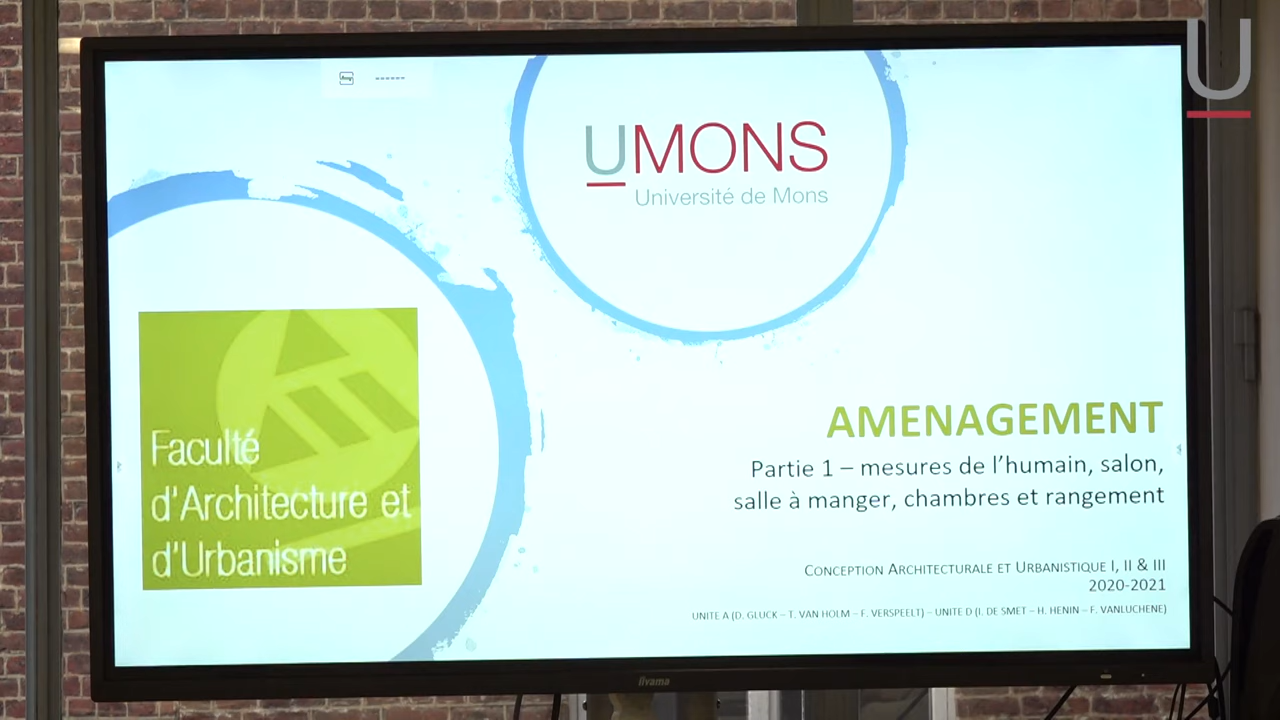 UMONS
Université de Mons
Faculté
d'Architecture et
d'Urbanisme
AMENAGEMENT
Partie 1 – mesures de l'humain, salon,
salle à manger, chambres et rangement
CONCEPTION ARCHITECTURALE ET URBANISTIQUE I, II & III
2020-2021
UNITE A (D. GLUCK – T. VAN HOLM – F. VERSPEELT) – UNITE D (I. DE SMET – H. HENIN – F. VANLUCHENE)
iiyama
U